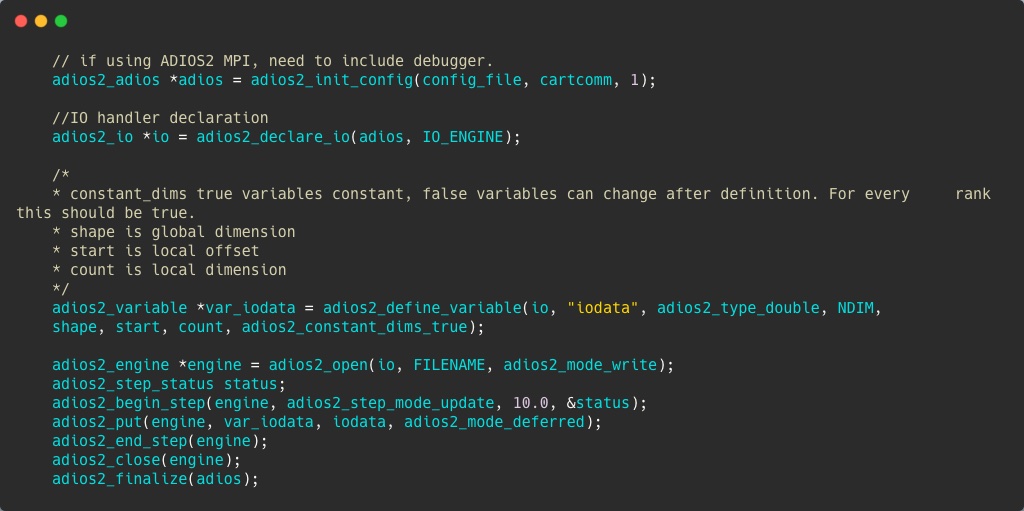 // if using ADIOS2 MPI, need to include debugger.
adios2_adios *adios = adios2_init_config(config_file, cartcomm, 1);
//IO handler declaration
adios2_io *io = adios2_declare_io(adios, IO_ENGINE);
/*
* constant_dims true variables constant, false variables can change after definition. For every     rank
this should be true.
* shape is global dimension
* start is local offset
* count is local dimension
*/
adios2_variable *var_iodata = adios2_define_variable(io, "iodata", adios2_type_double, NDIM,
shape, start, count, adios2_constant_dims_true);
adios2_engine *engine = adios2_open(io, FILENAME, adios2_mode_write);
adios2_step_status status;
adios2_begin_step(engine, adios2_step_mode_update, 10.0, &status);
adios2_put(engine, var_iodata, iodata, adios2_mode_deferred);
adios2_end_step(engine);
adios2_close(engine);
adios2_finalize(adios);